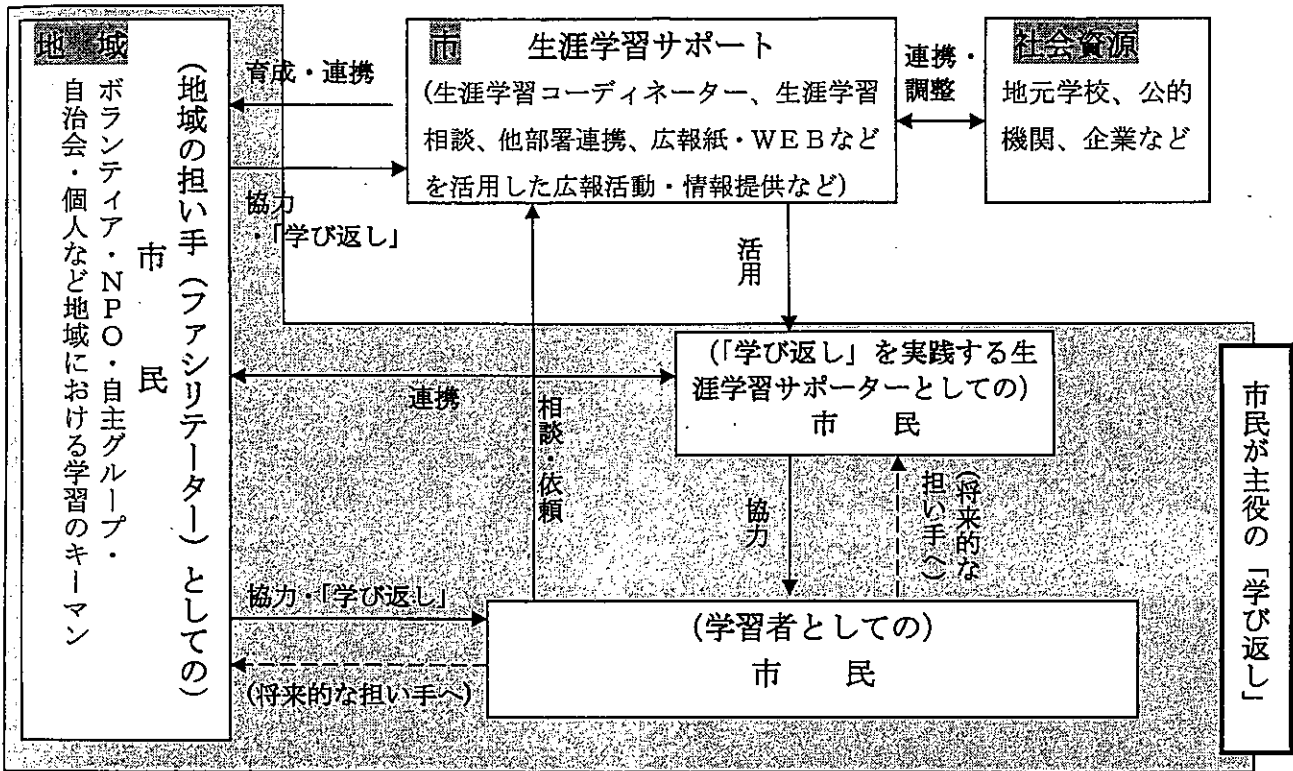 地域
(地域の担い手(ファシリテーター)としての)
市民
ボランティア・NPO・自主グループ・
自治会・個人など地域における学習のキーマン
育成・連携
協力
・「学び返し」
市 生涯学習サポート
(生涯学習コーディネーター、生涯学習
相談、他部署連携、広報紙・WEBなど
を活用した広報活動・情報提供など)
連携・
調整
社会資源
地元学校、公的
機関、企業など
活用
(「学び返し」を実践する生
涯学習サポーターとしての)
市 民
連携
相談・依頼
協力
(将来的な
担い手へ)
協力・「学び返し」
(将来的な担い手へ)
(学習者としての)
市 民
市民が主役の「学び返し」